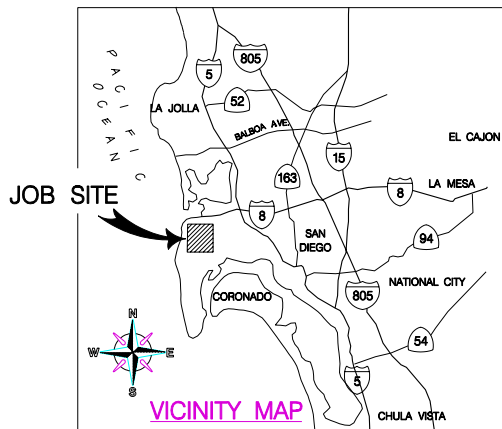 805
5
PACIFIC
OCEAN
LA JOLLA
52
BALBOA AVE.
EL CAJON
15
163
LA MESA
8
JOB SITE
8
SAN
DIEGO
94
NATIONAL CITY
CORONADO
805
N
W E
S
54
5
VICINITY MAP
CHULA VISTA